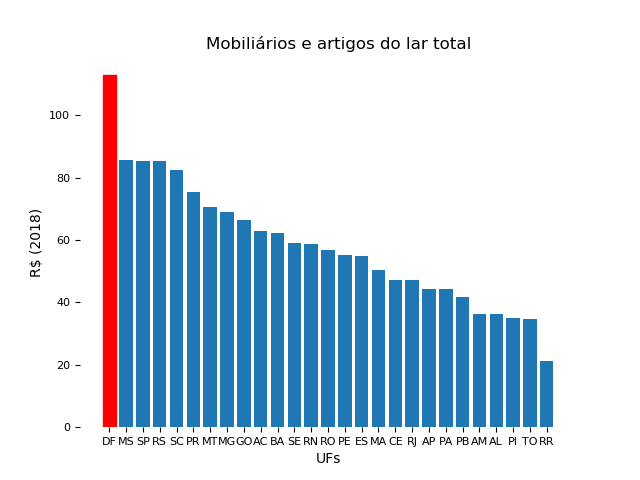 Mobiliários e artigos do lar total
R$ (2018)
100
80
60
40
20
0
DF MS SP RS SC PR MT MG GO AC BA SE RN RO PE ES MA CE RJ AP PA PB AM AL PI TO RR
UFs